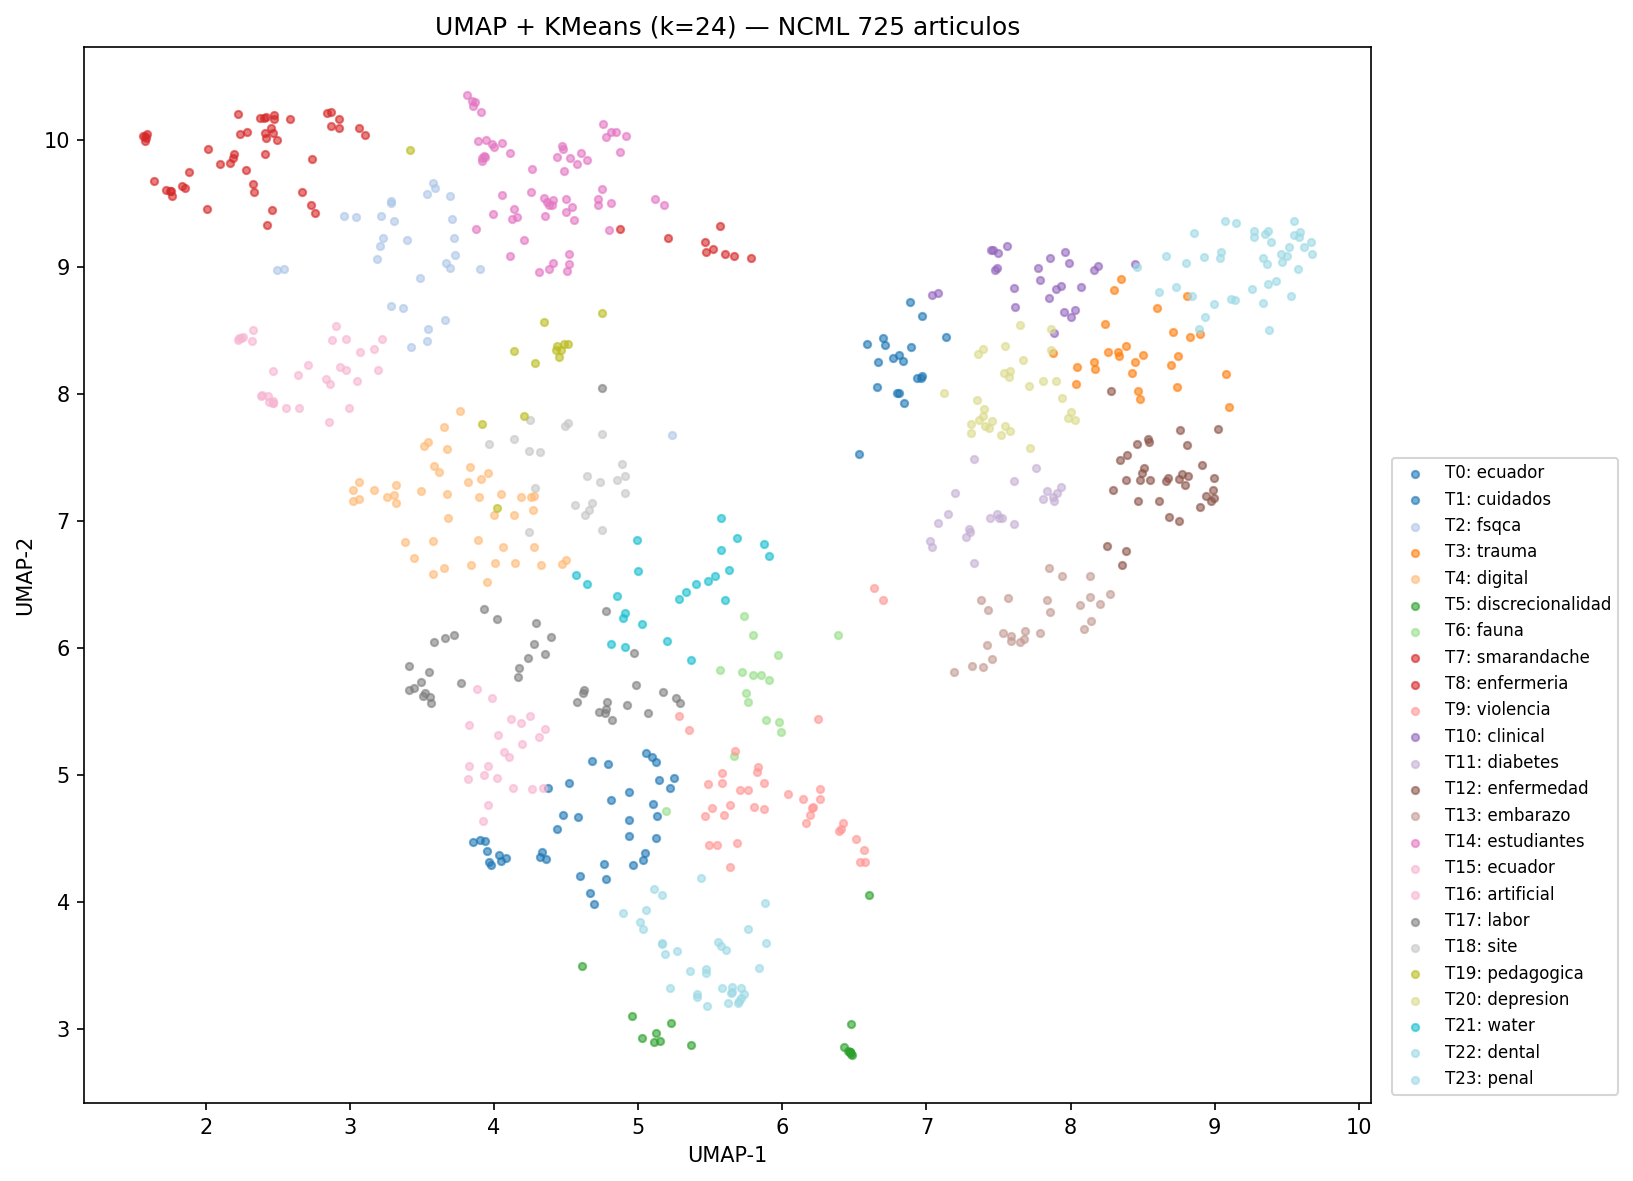 UMAP + KMeans (k=24) — NCML 725 articulos
UMAP-2
10
9
8
7
6
5
4
3
2 3 4 5 6 7 8 9 10
UMAP-1
T0: ecuador
T1: cuidados
T2: fsqca
T3: trauma
T4: digital
T5: discrecionalidad
T6: fauna
T7: smarandache
T8: enfermeria
T9: violencia
T10: clinical
T11: diabetes
T12: enfermedad
T13: embarazo
T14: estudiantes
T15: ecuador
T16: artificial
T17: labor
T18: site
T19: pedagogica
T20: depresion
T21: water
T22: dental
T23: penal